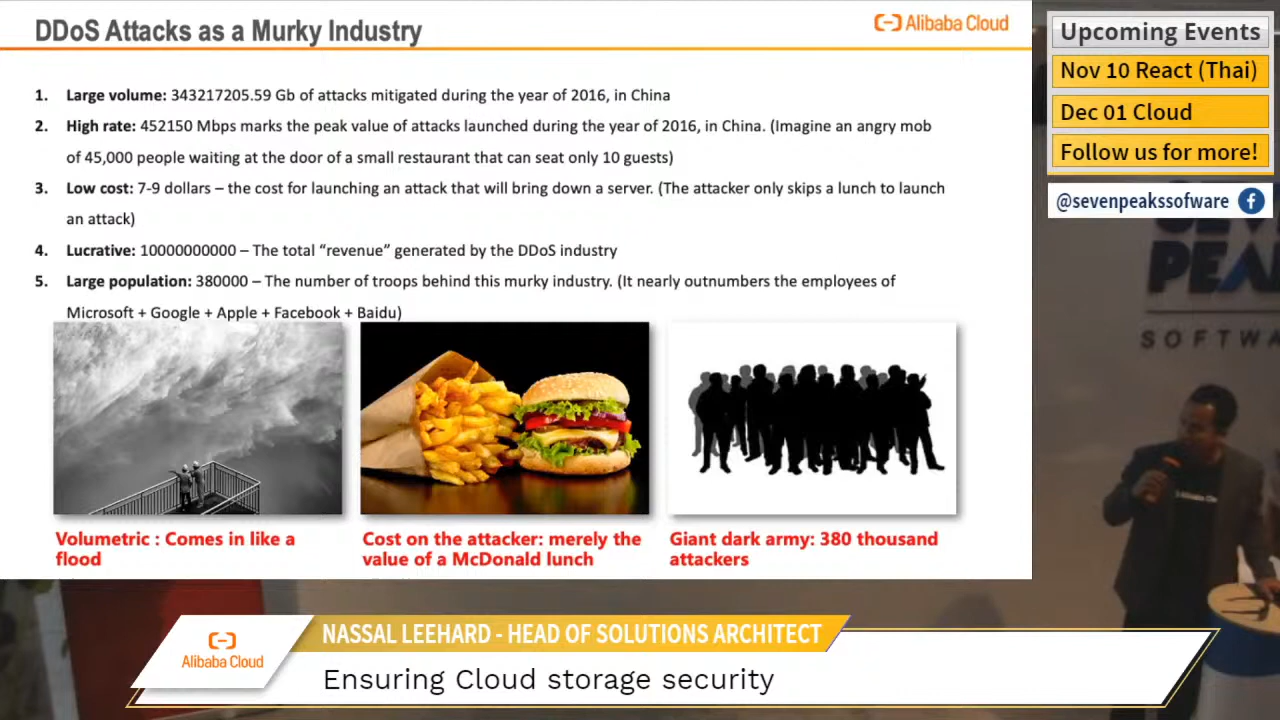 DDoS Attacks as a Murky Industry
Alibaba Cloud
1. Large volume: 343217205.59 Gb of attacks mitigated during the year of 2016, in China
2. High rate: 452150 Mbps marks the peak value of attacks launched during the year of 2016, in China. (Imagine an angry mob
of 45,000 people waiting at the door of a small restaurant that can seat only 10 guests)
3. Low cost: 7-9 dollars – the cost for launching an attack that will bring down a server. (The attacker only skips a lunch to launch
an attack)
4. Lucrative: 10000000000 – The total “revenue” generated by the DDoS industry
5. Large population: 380000 – The number of troops behind this murky industry. (It nearly outnumbers the employees of
Microsoft + Google + Apple + Facebook + Baidu)
Volumetric : Comes in like a
flood
Cost on the attacker: merely the
value of a McDonald lunch
Giant dark army: 380 thousand
attackers
Upcoming Events
Nov 10 React (Thai)
Dec 01 Cloud
Follow us for more!
@sevenpeakssofware
SOFTWA
Alibaba Cloud
NASSAL LEEHARD - HEAD OF SOLUTIONS ARCHITECT
Ensuring Cloud storage security